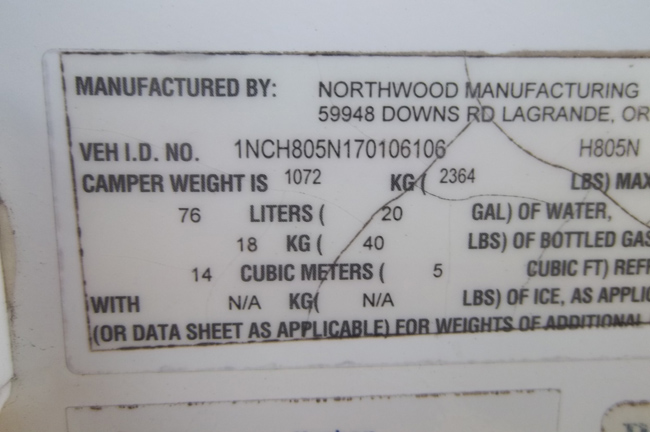 MANUFACTURED BY: NORTHWOOD MANUFACTURING
59948 DOWNS RD LAGRANDE, OR
VEH I.D. NO. 1NCH805N170106106 H805N
CAMPER WEIGHT IS 1072 KG( 2364 LBS) MAX
76 LITERS ( 20 GAL) OF WATER,
18 KG ( 40 LBS) OF BOTTLED GAS
14 CUBIC METERS ( 5 CUBIC FT) REFR
WITH N/A KG( N/A LBS) OF ICE, AS APPLIC
(OR DATA SHEET AS APPLICABLE) FOR WEIGHTS OF ADDITIONAL